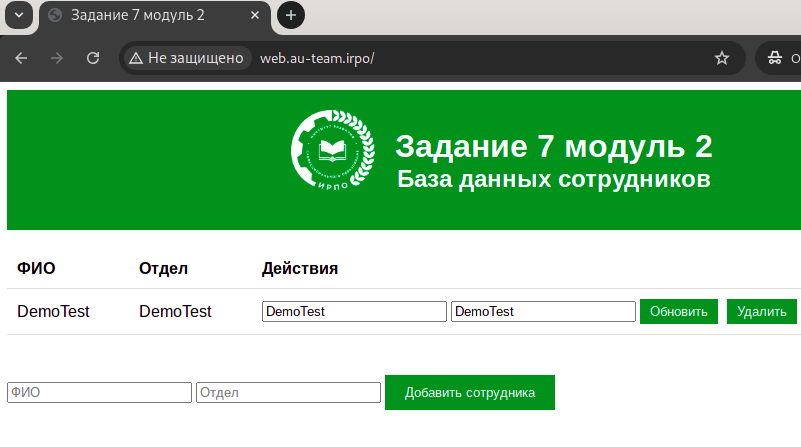 Задание 7 модуль 2
Не защищено web.au-team.irpo/
Задание 7 модуль 2
База данных сотрудников
ИРПО
ФИО Отдел Действия
DemoTest DemoTest DemoTest DemoTest Обновить Удалить
ФИО Отдел Добавить сотрудника